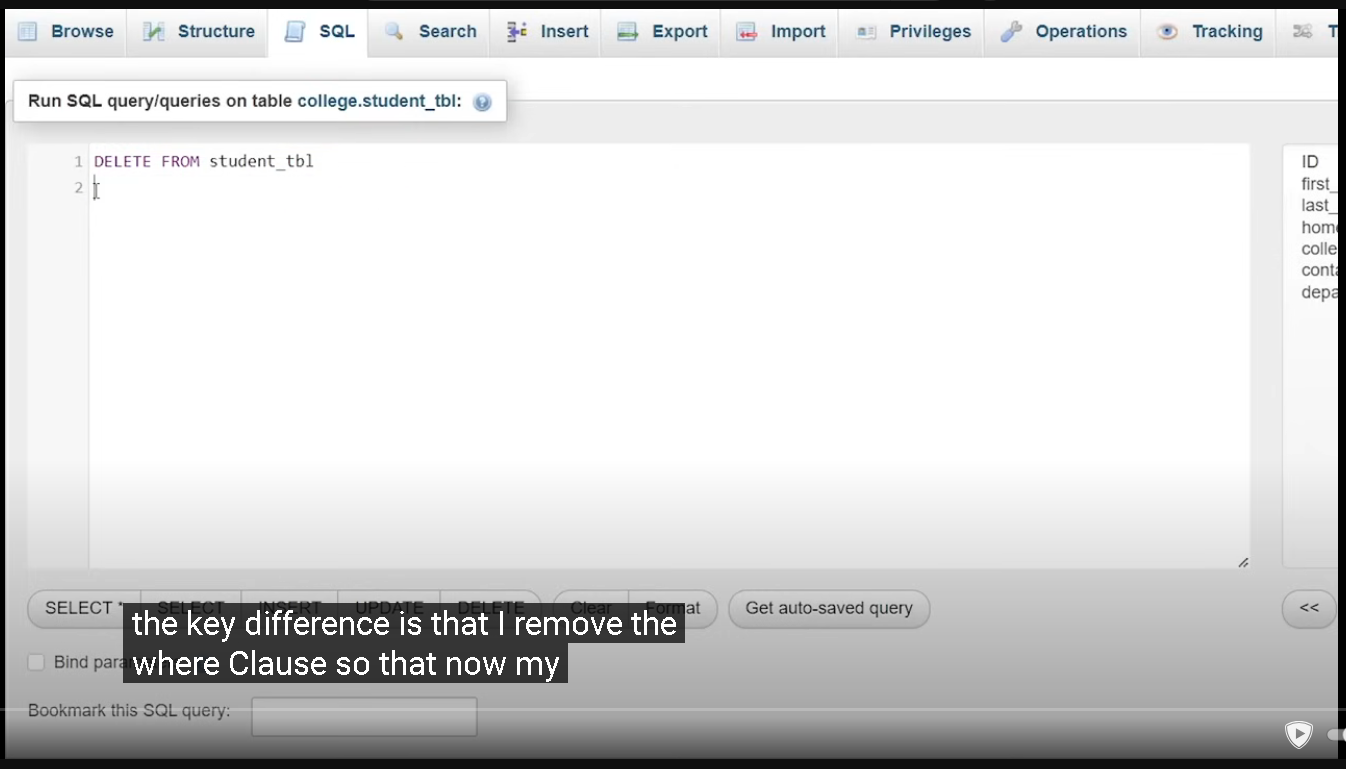 Browse Structure SQL Search Insert Export Import Privileges Operations Tracking T
Run SQL query/queries on table college.student_tbl:
1 DELETE FROM student_tbl
2
ID
first_
last_
home
colle
conta
depa
SELECT * SELECT INSERT UPDATE DELETE Clear Format Get auto-saved query <<
the key difference is that I remove the
Bind para
where Clause so that now my
Bookmark this SQL query: